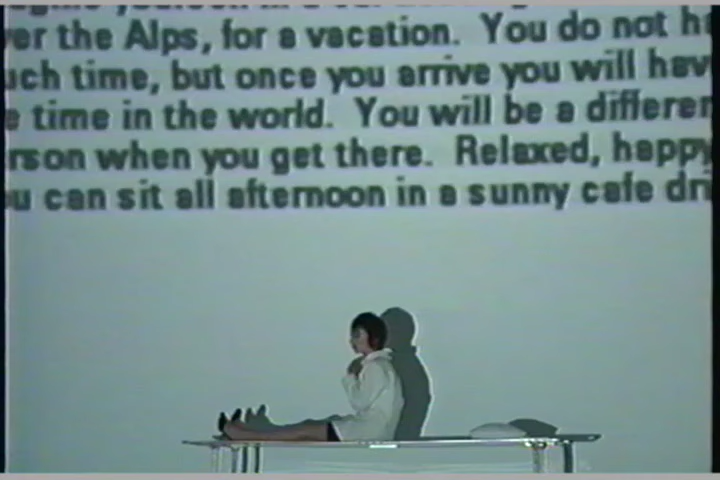 ver the Alps, for a vacation. You do not h
uch time, but once you arrive you will hav
e time in the world. You will be a differen
rson when you get there. Relaxed, happy
u can sit all afternoon in a sunny cafe dri